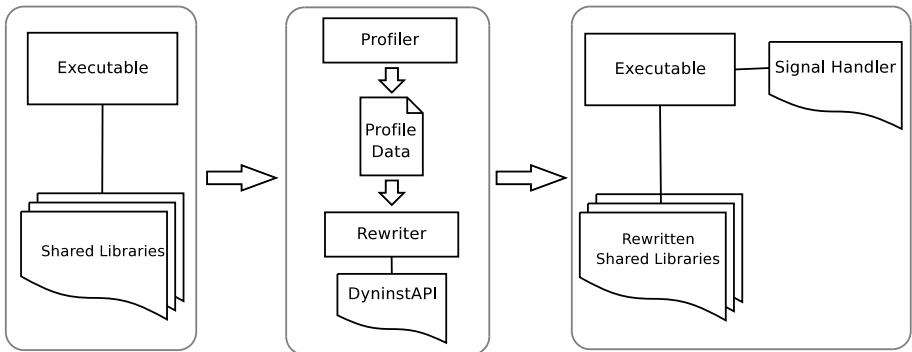 Executable
Shared Libraries
Profiler
Profile
Data
Rewriter
DyninstAPI
Executable
Signal Handler
Rewritten
Shared Libraries